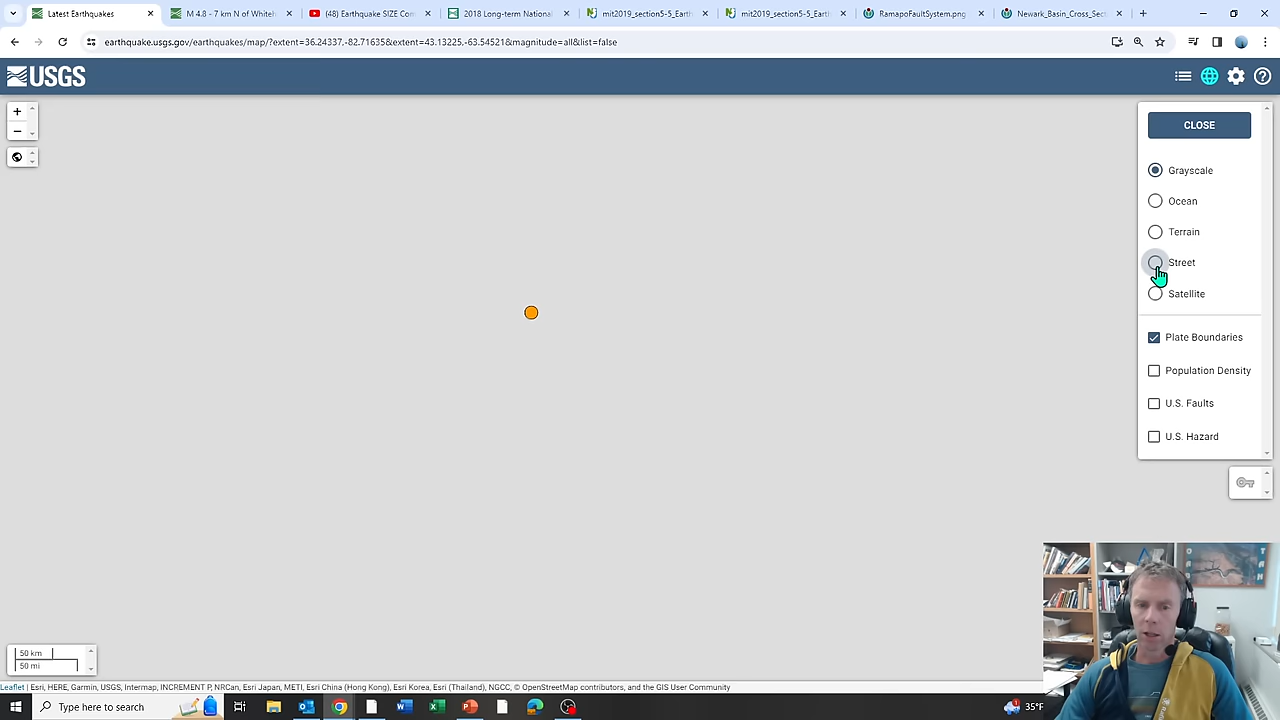 Latest Earthquakes
M 4.8 - 7 km N of Whiteh
(48) Earthquake SIZE Com
2018 Long-term National
mit2019_section5-5_Earth
mit2019_section5-5_Earth
RamapoFaultSystem.png
Newark_Basin_Cross_Sect
earthquake.usgs.gov/earthquakes/map/?extent=36.24337,-82.71635&extent=43.13225,-63.54521&magnitude=all&list=false
USGS
+
−
CLOSE
Grayscale
Ocean
Terrain
Street
Satellite
Plate Boundaries
Population Density
U.S. Faults
U.S. Hazard
50 km
50 mi
Leaflet | Esri, HERE, Garmin, USGS, Intermap, INCREMENT P, NRCan, Esri Japan, METI, Esri China (Hong Kong), Esri Korea, Esri (Thailand), NGCC, © OpenStreetMap contributors, and the GIS User Community
Type here to search
35°F